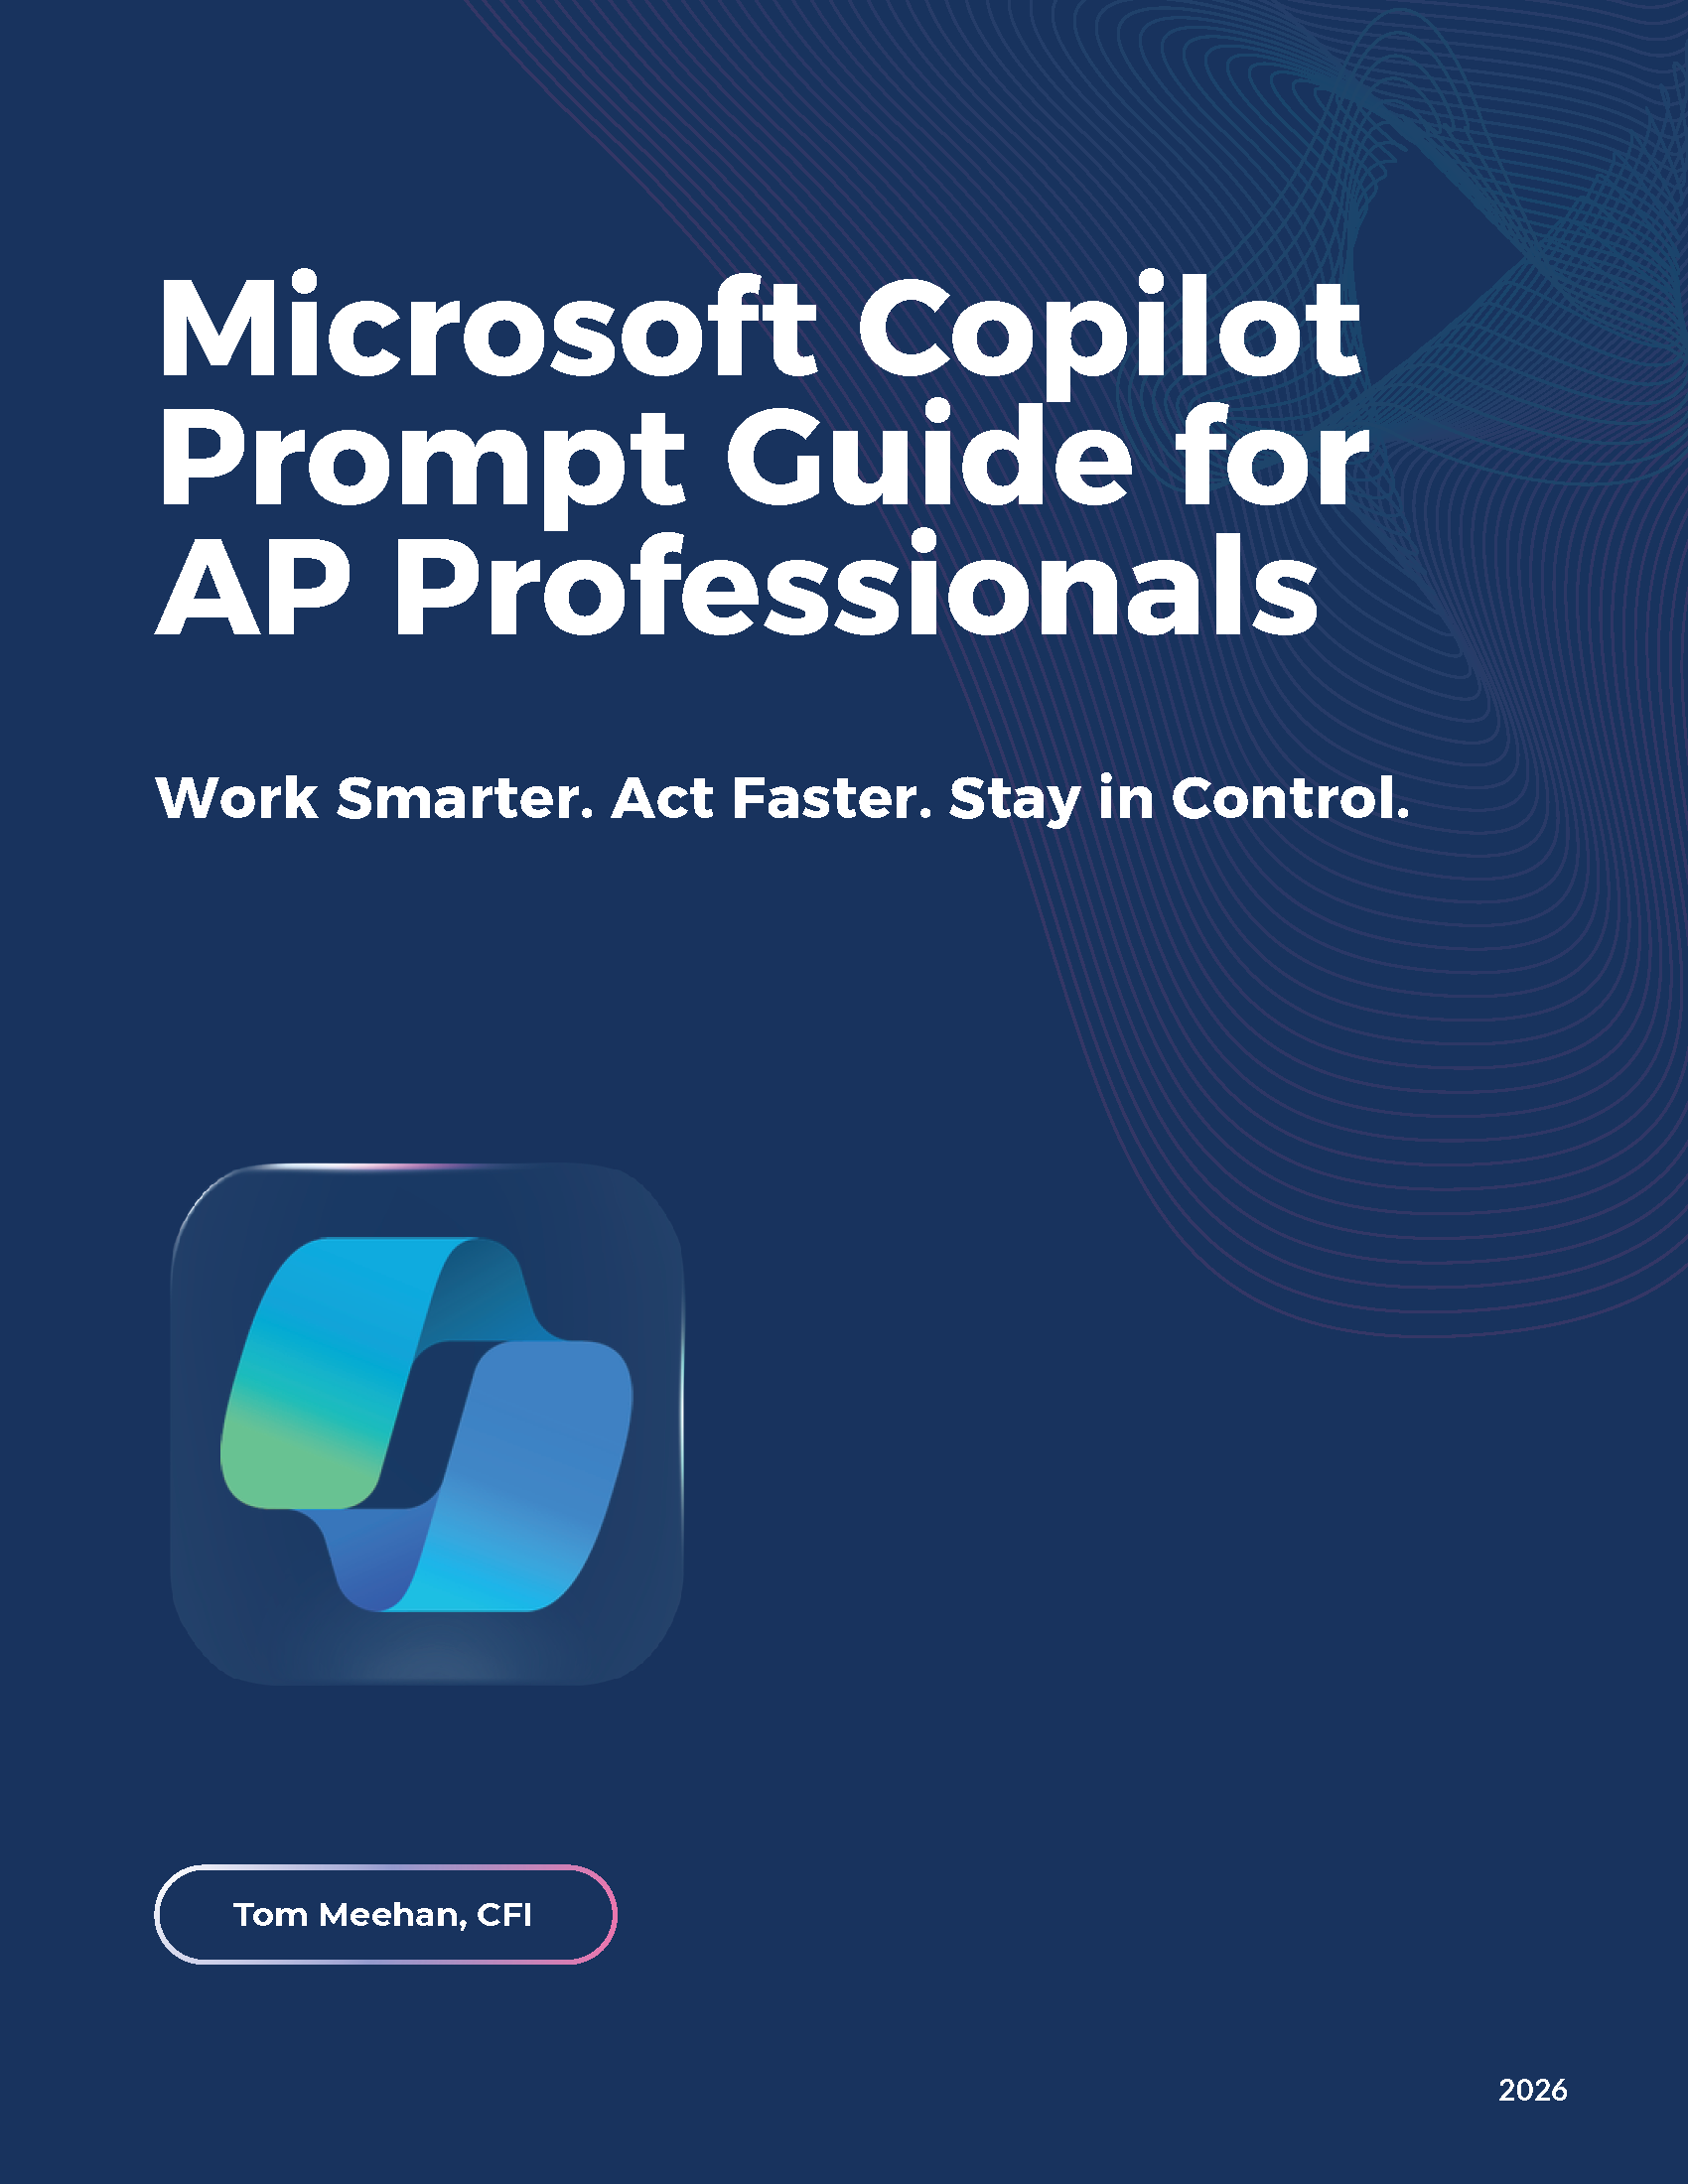 Microsoft Copilot
Prompt Guide for
AP Professionals
Work Smarter. Act Faster. Stay in Control.
Tom Meehan, CFI
2026